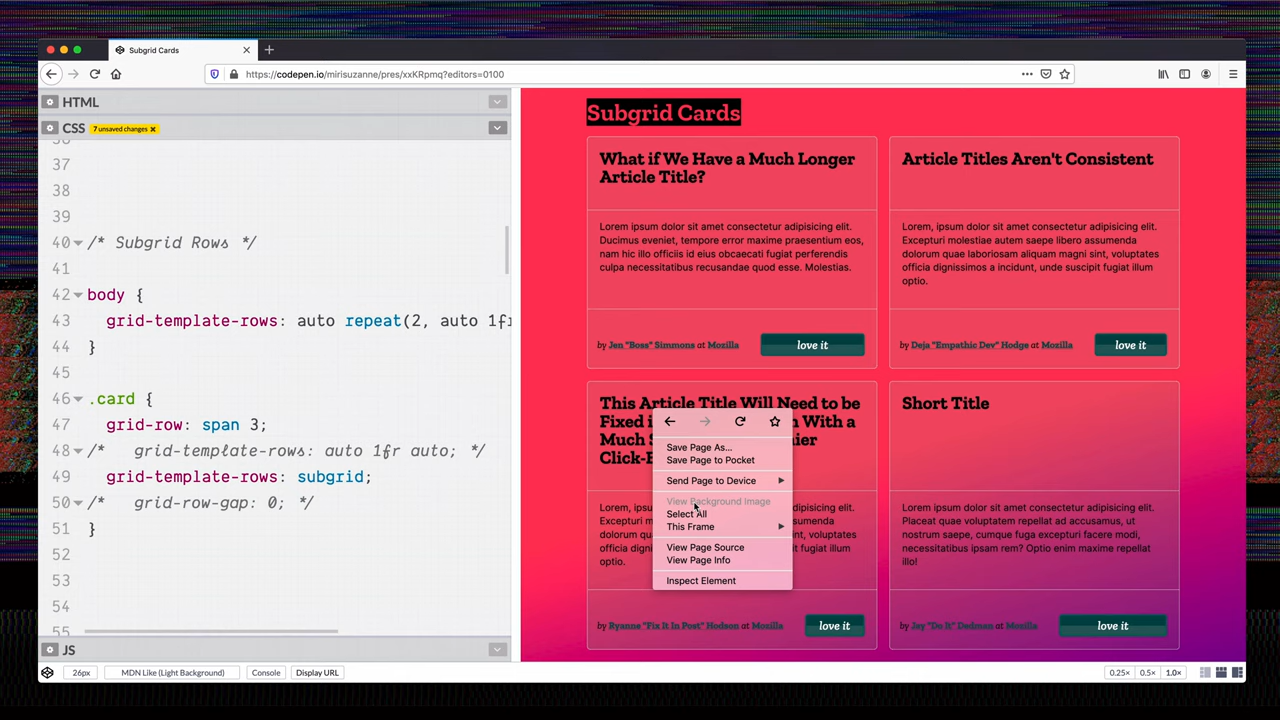 Subgrid Cards
https://codepen.io/mirisuzanne/pres/xxKRpmq?editors=0100
HTML
CSS 7 unsaved changes ×
36
37
38
39
40 /* Subgrid Rows */
41
42 body {
43 grid-template-rows: auto repeat(2, auto 1fr
44 }
45
46 .card {
47 grid-row: span 3;
48 /* grid-template-rows: auto 1fr auto; */
49 grid-template-rows: subgrid;
50 /* grid-row-gap: 0; */
51 }
52
53
54
55
JS
26px MDN Like (Light Background) Console Display URL
Subgrid Cards
What if We Have a Much Longer
Article Title?
Lorem ipsum dolor sit amet consectetur adipisicing elit.
Ducimus eveniet, tempore error maxime praesentium eos,
nam hic illo officiis id eius obcaecati fugiat perferendis
culpa necessitatibus recusandae quod esse. Molestias.
by Jen "Boss" Simmons at Mozilla love it
Article Titles Aren't Consistent
Lorem, ipsum dolor sit amet consectetur adipisicing elit.
Excepturi molestiae autem saepe libero assumenda
dolorum quae laboriosam aliquam magni sint, voluptates
officia dignissimos a incidunt, unde suscipit fugiat illum
optio.
by Deja "Empathic Dev" Hodge at Mozilla love it
This Article Title Will Need to be
Fixed i With a
Much S ier
Click-B
Lorem, ipsu g elit.
Excepturi m menda
dolorum qu voluptates
officia digni iat illum
optio.
by Ryanne "Fix It In Post" Hodson at Mozilla love it
Save Page As...
Save Page to Pocket
Send Page to Device
View Background Image
Select All
This Frame
View Page Source
View Page Info
Inspect Element
Short Title
Lorem ipsum dolor sit amet consectetur adipisicing elit.
Placeat quae voluptatem repellat ad accusamus, ut
nostrum saepe, cumque fuga excepturi facere modi,
necessitatibus ipsam rem? Optio enim maxime repellat
illo!
by Jay "Do It" Dedman at Mozilla love it
0.25× 0.5× 1.0×